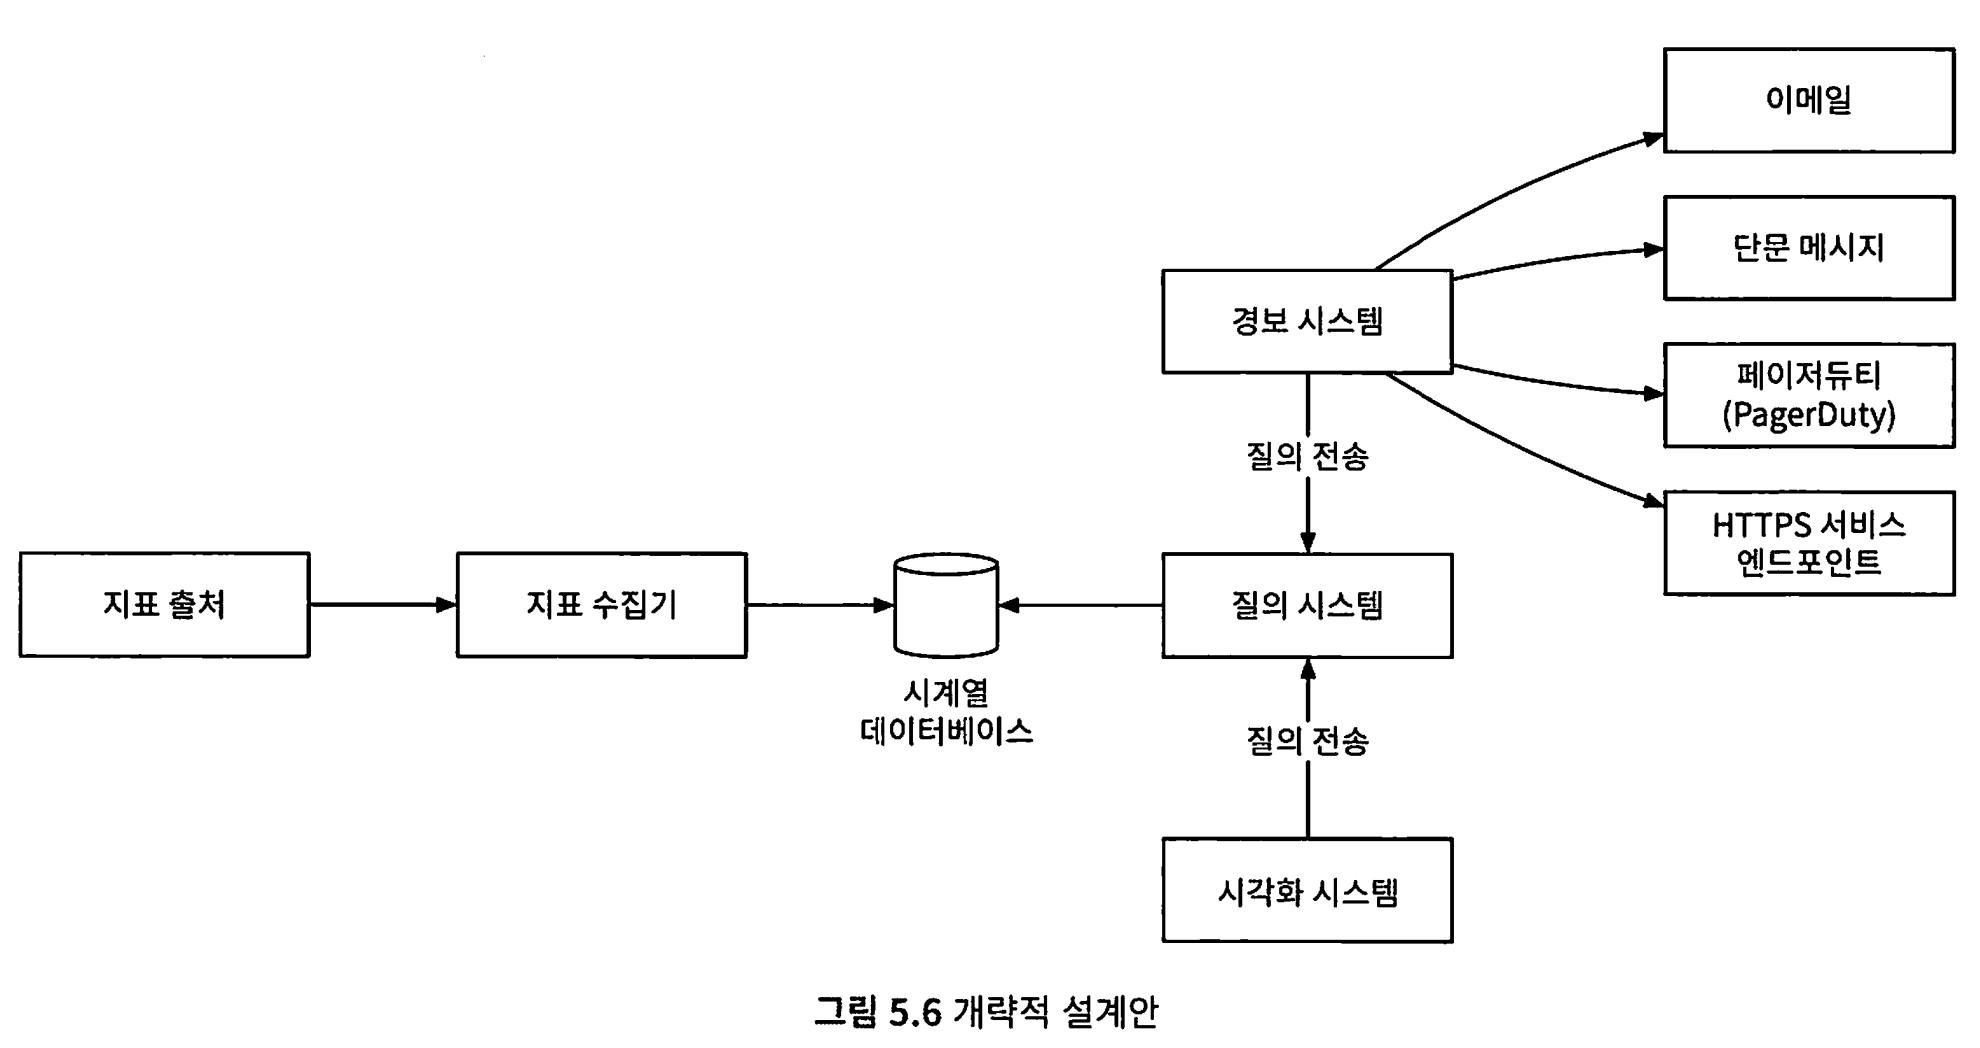 이메일
단문 메시지
경보 시스템
페이저듀티
(PagerDuty)
질의 전송
HTTPS 서비스
엔드포인트
지표 출처
지표 수집기
시계열
데이터베이스
질의 시스템
질의 전송
시각화 시스템
그림 5.6 개략적 설계안